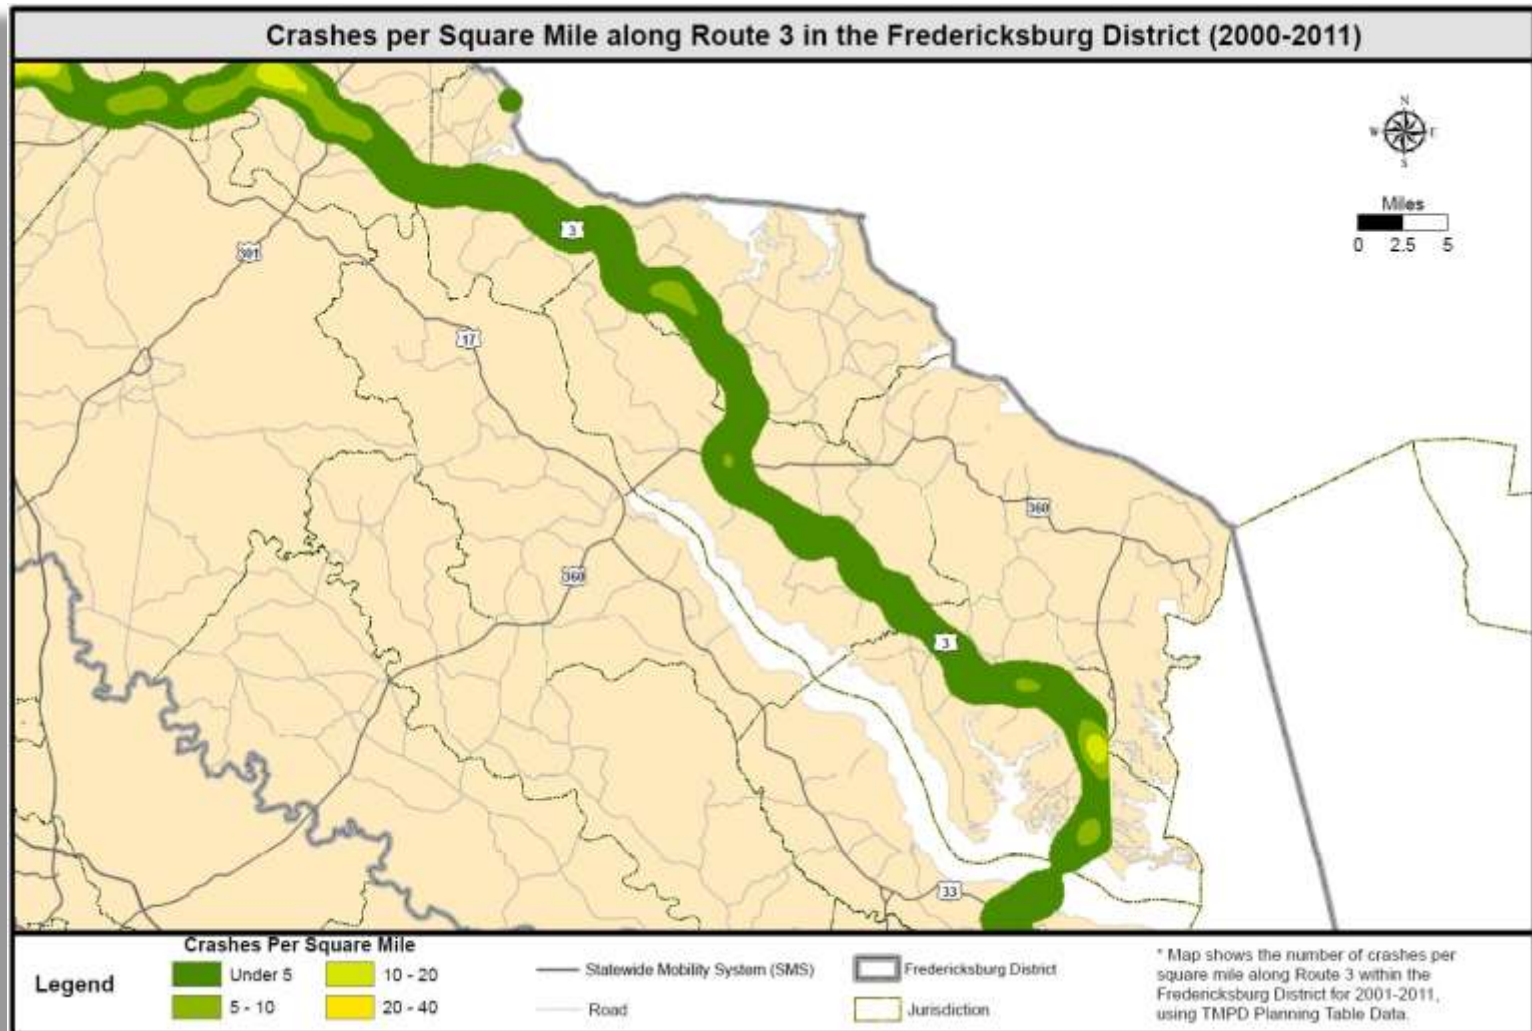 Crashes per Square Mile along Route 3 in the Fredericksburg District (2000-2011)
N
W E
S
Miles
0 2.5 5
3
301
17
360
360
3
33
Legend
Crashes Per Square Mile
Under 5
10 - 20
5 - 10
20 - 40
Statewide Mobility System (SMS)
Road
Fredericksburg District
Jurisdiction
* Map shows the number of crashes per
square mile along Route 3 within the
Fredericksburg District for 2001-2011,
using TMPD Planning Table Data.